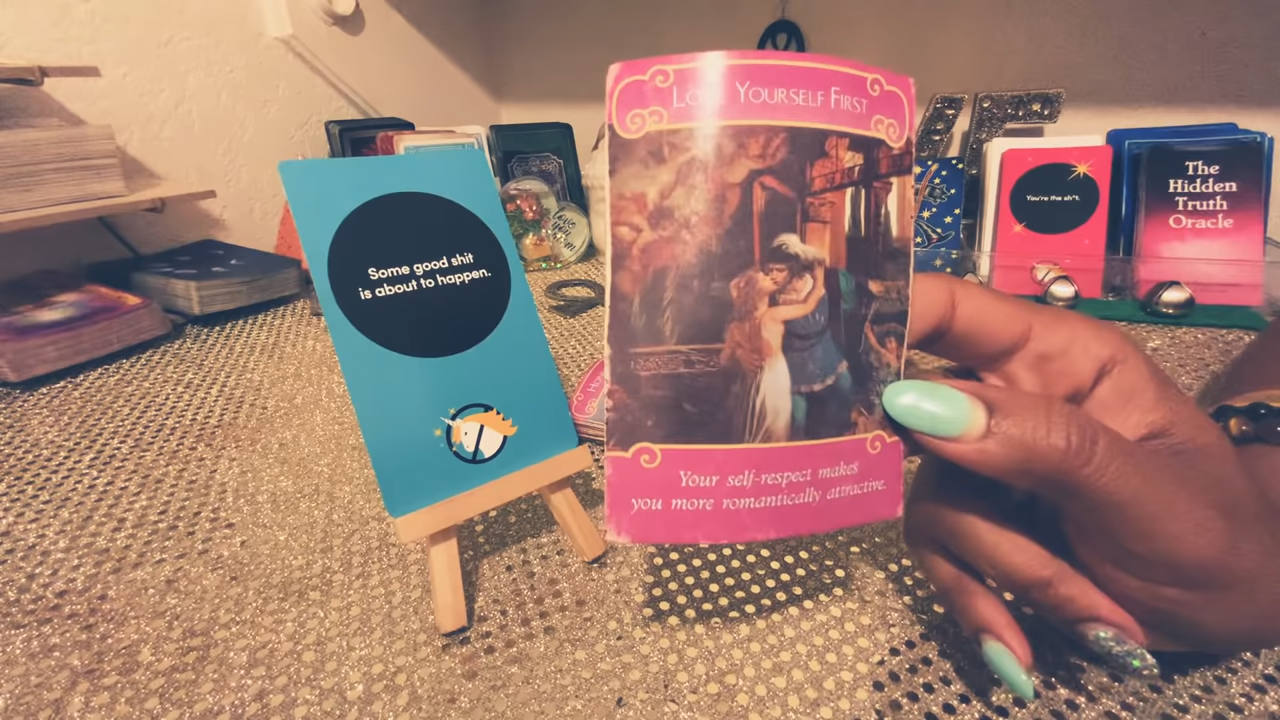 Some good shit
is about to happen.
YOURSELF FIRST
Your self-respect makes
you more romantically attractive.
You're the sh*t.
The
Hidden
Truth
Oracle